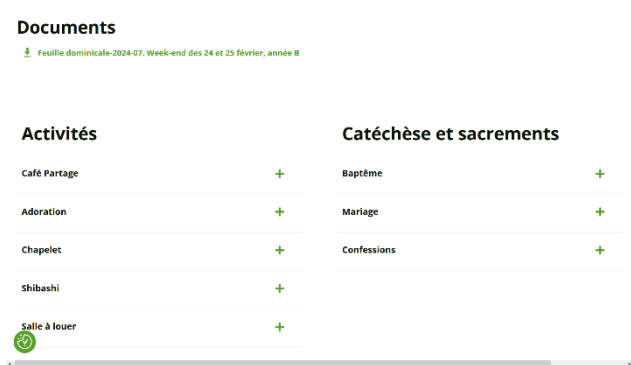 Documents
Feuille dominicale-2024-07. Week-end des 24 et 25 février, année B
Activités
Café Partage
Adoration
Chapelet
Shibashi
Salle à louer
Catéchèse et sacrements
Baptême
Mariage
Confessions